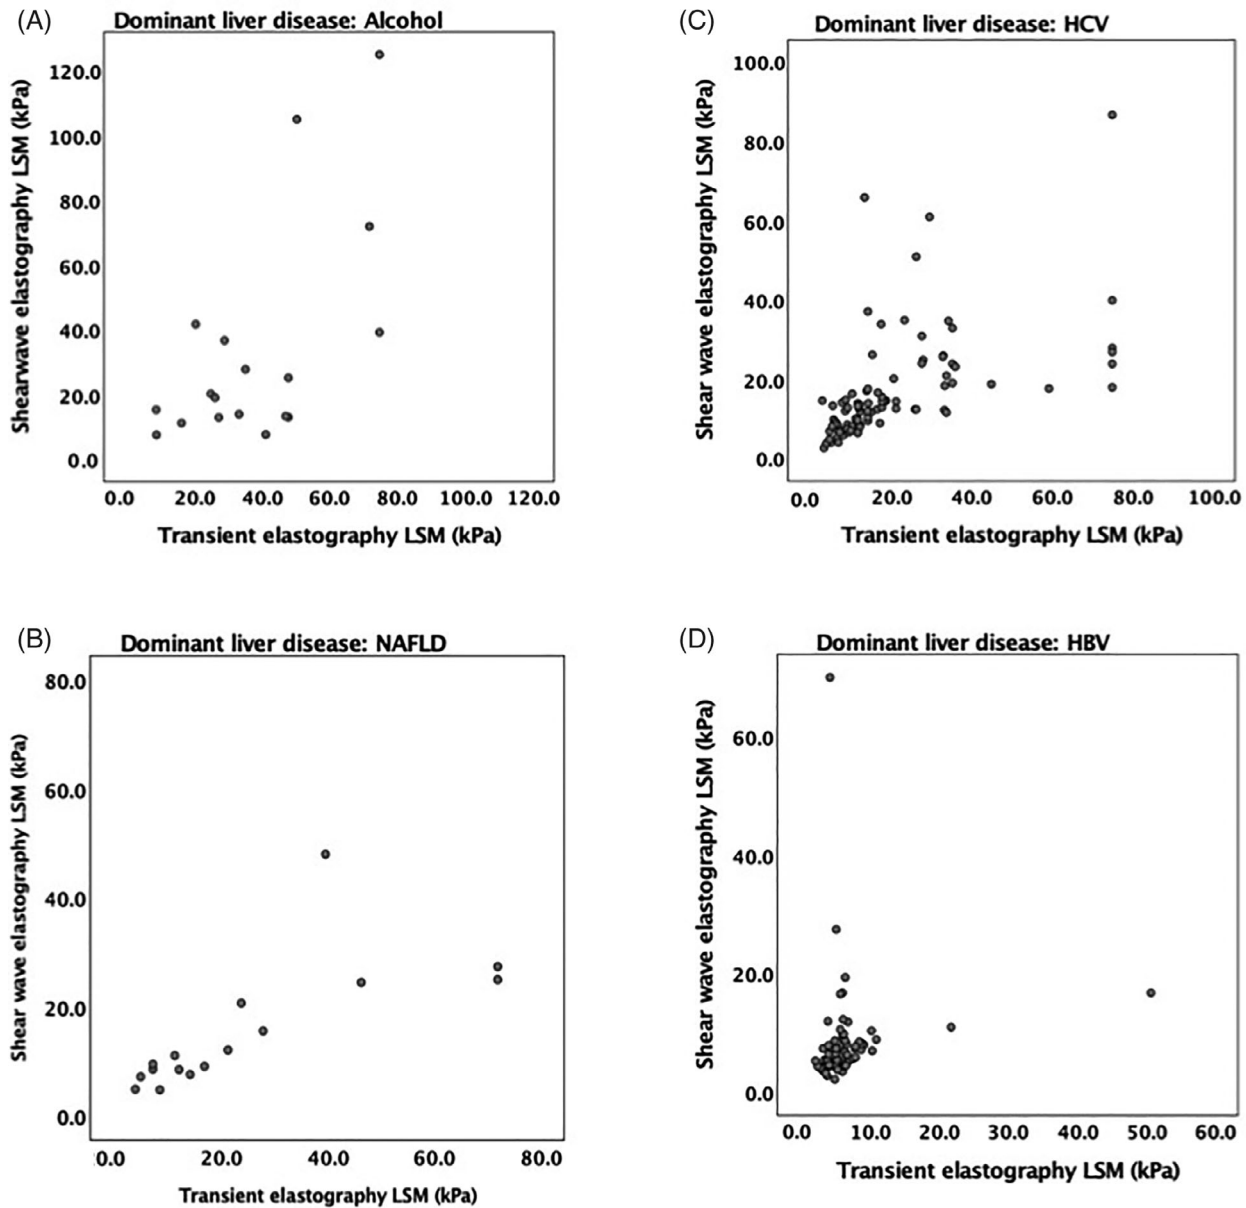 (A)
Dominant liver disease: Alcohol
Shearwave elastography LSM (kPa)
120.0
100.0
80.0
60.0
40.0
20.0
0.0
0.0 20.0 40.0 60.0 80.0 100.0 120.0
Transient elastography LSM (kPa)
(C)
Dominant liver disease: HCV
Shear wave elastography LSM (kPa)
100.0
80.0
60.0
40.0
20.0
0.0
0.0 20.0 40.0 60.0 80.0 100.0
Transient elastography LSM (kPa)
(B)
Dominant liver disease: NAFLD
Shear wave elastography LSM (kPa)
80.0
60.0
40.0
20.0
0.0
:0.0 20.0 40.0 60.0 80.0
Transient elastography LSM (kPa)
(D)
Dominant liver disease: HBV
Shear wave elastography LSM (kPa)
60.0
40.0
20.0
0.0
0.0 10.0 20.0 30.0 40.0 50.0 60.0
Transient elastography LSM (kPa)